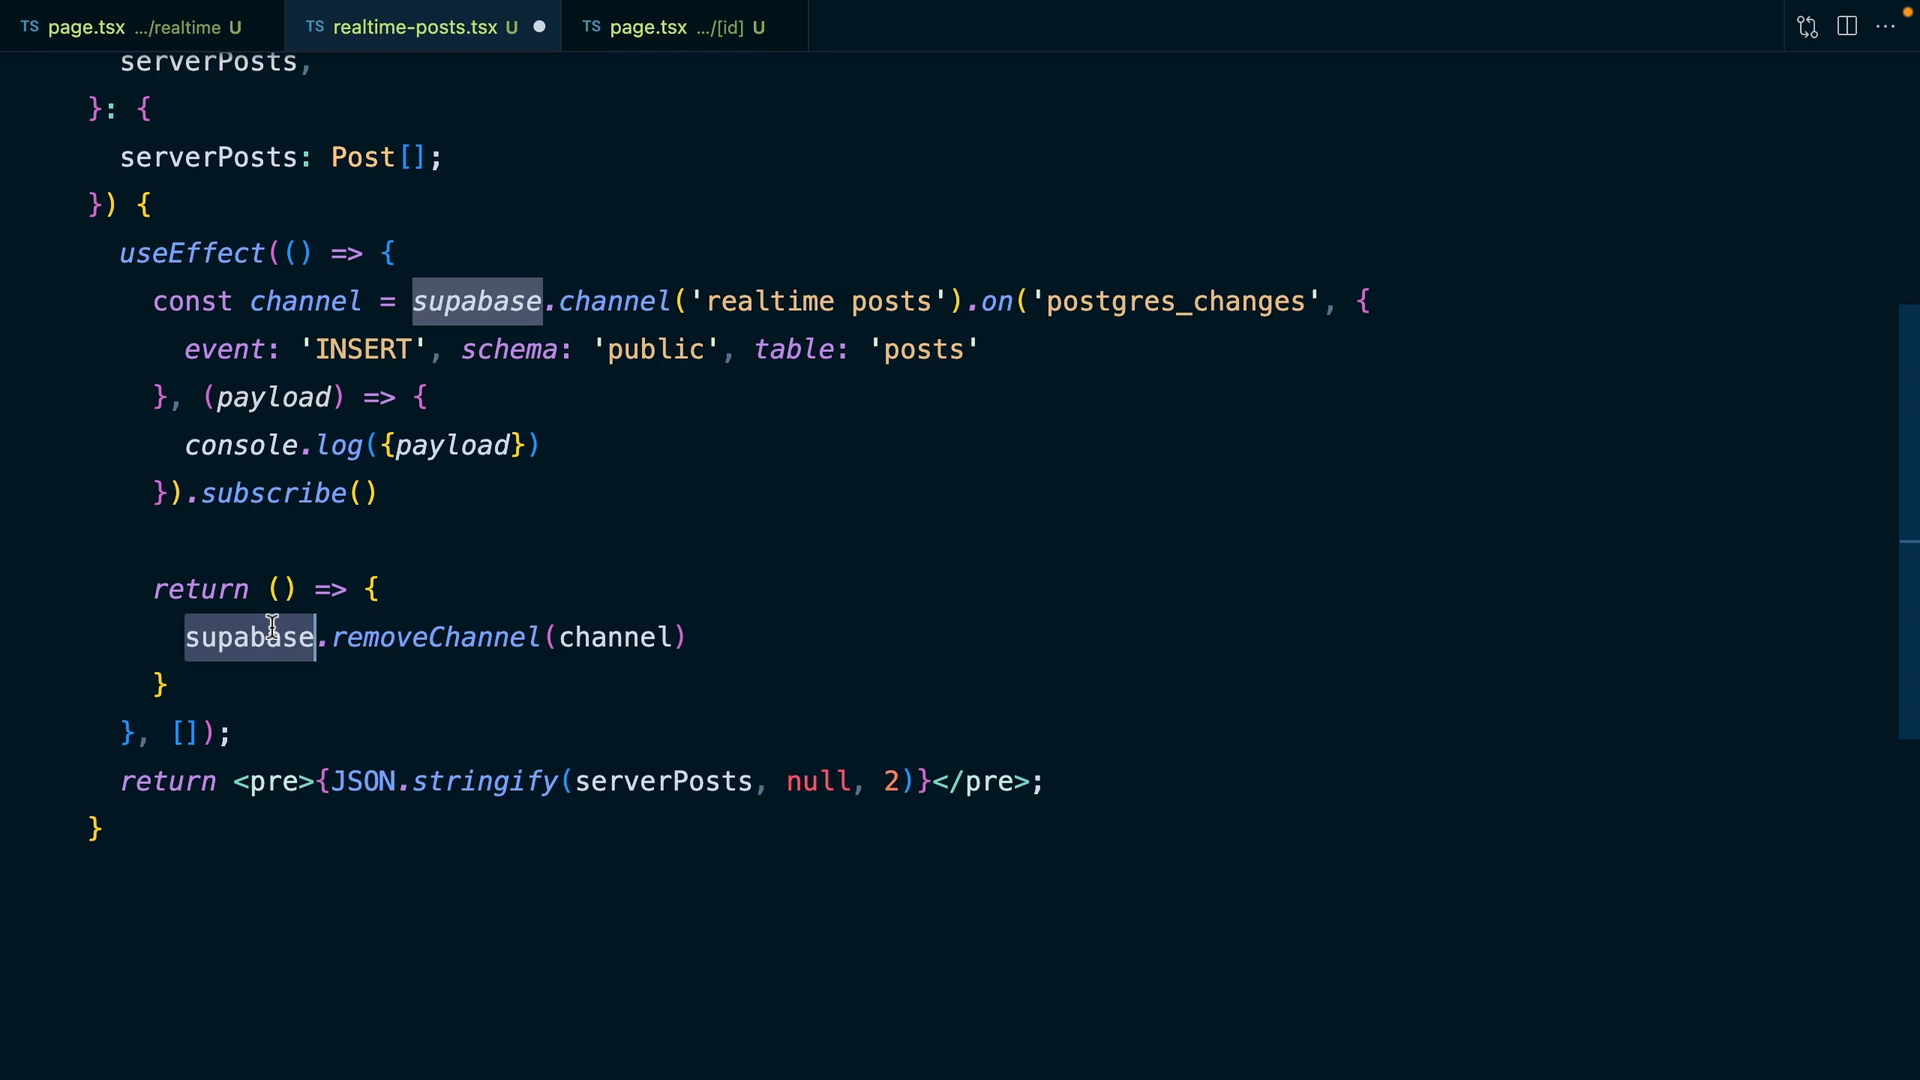 TS page.tsx .../realtime U TS realtime-posts.tsx U TS page.tsx .../[id] U
serverPosts,
}: {
serverPosts: Post[];
}) {
useEffect(() => {
const channel = supabase.channel('realtime posts').on('postgres_changes', {
event: 'INSERT', schema: 'public', table: 'posts'
}, (payload) => {
console.log({payload})
}).subscribe()
return () => {
supabase.removeChannel(channel)
}
}, []);
return <pre>{JSON.stringify(serverPosts, null, 2)}</pre>;
}